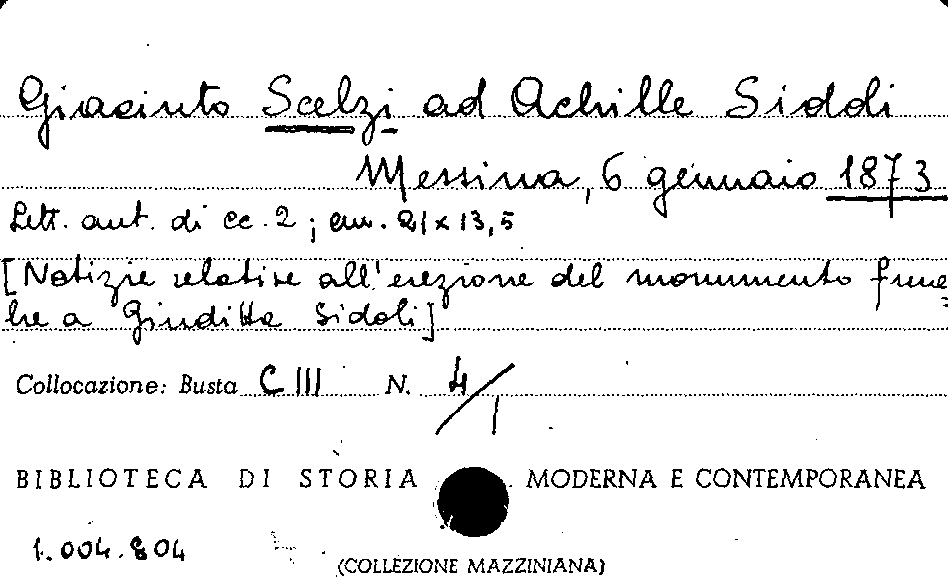 Giacinto Scelzi ad Achille Siddi
Messina, 6 gennaio 1873
Lett. aut. di cc. 2; cm. 21 x 13,5
[Notizie relative all'erezione del monumento fune=
bre a Giuditta Sidoli]
Collocazione: Busta C III N. 4/1
BIBLIOTECA DI STORIA MODERNA E CONTEMPORANEA
1.004.804
(COLLEZIONE MAZZINIANA)